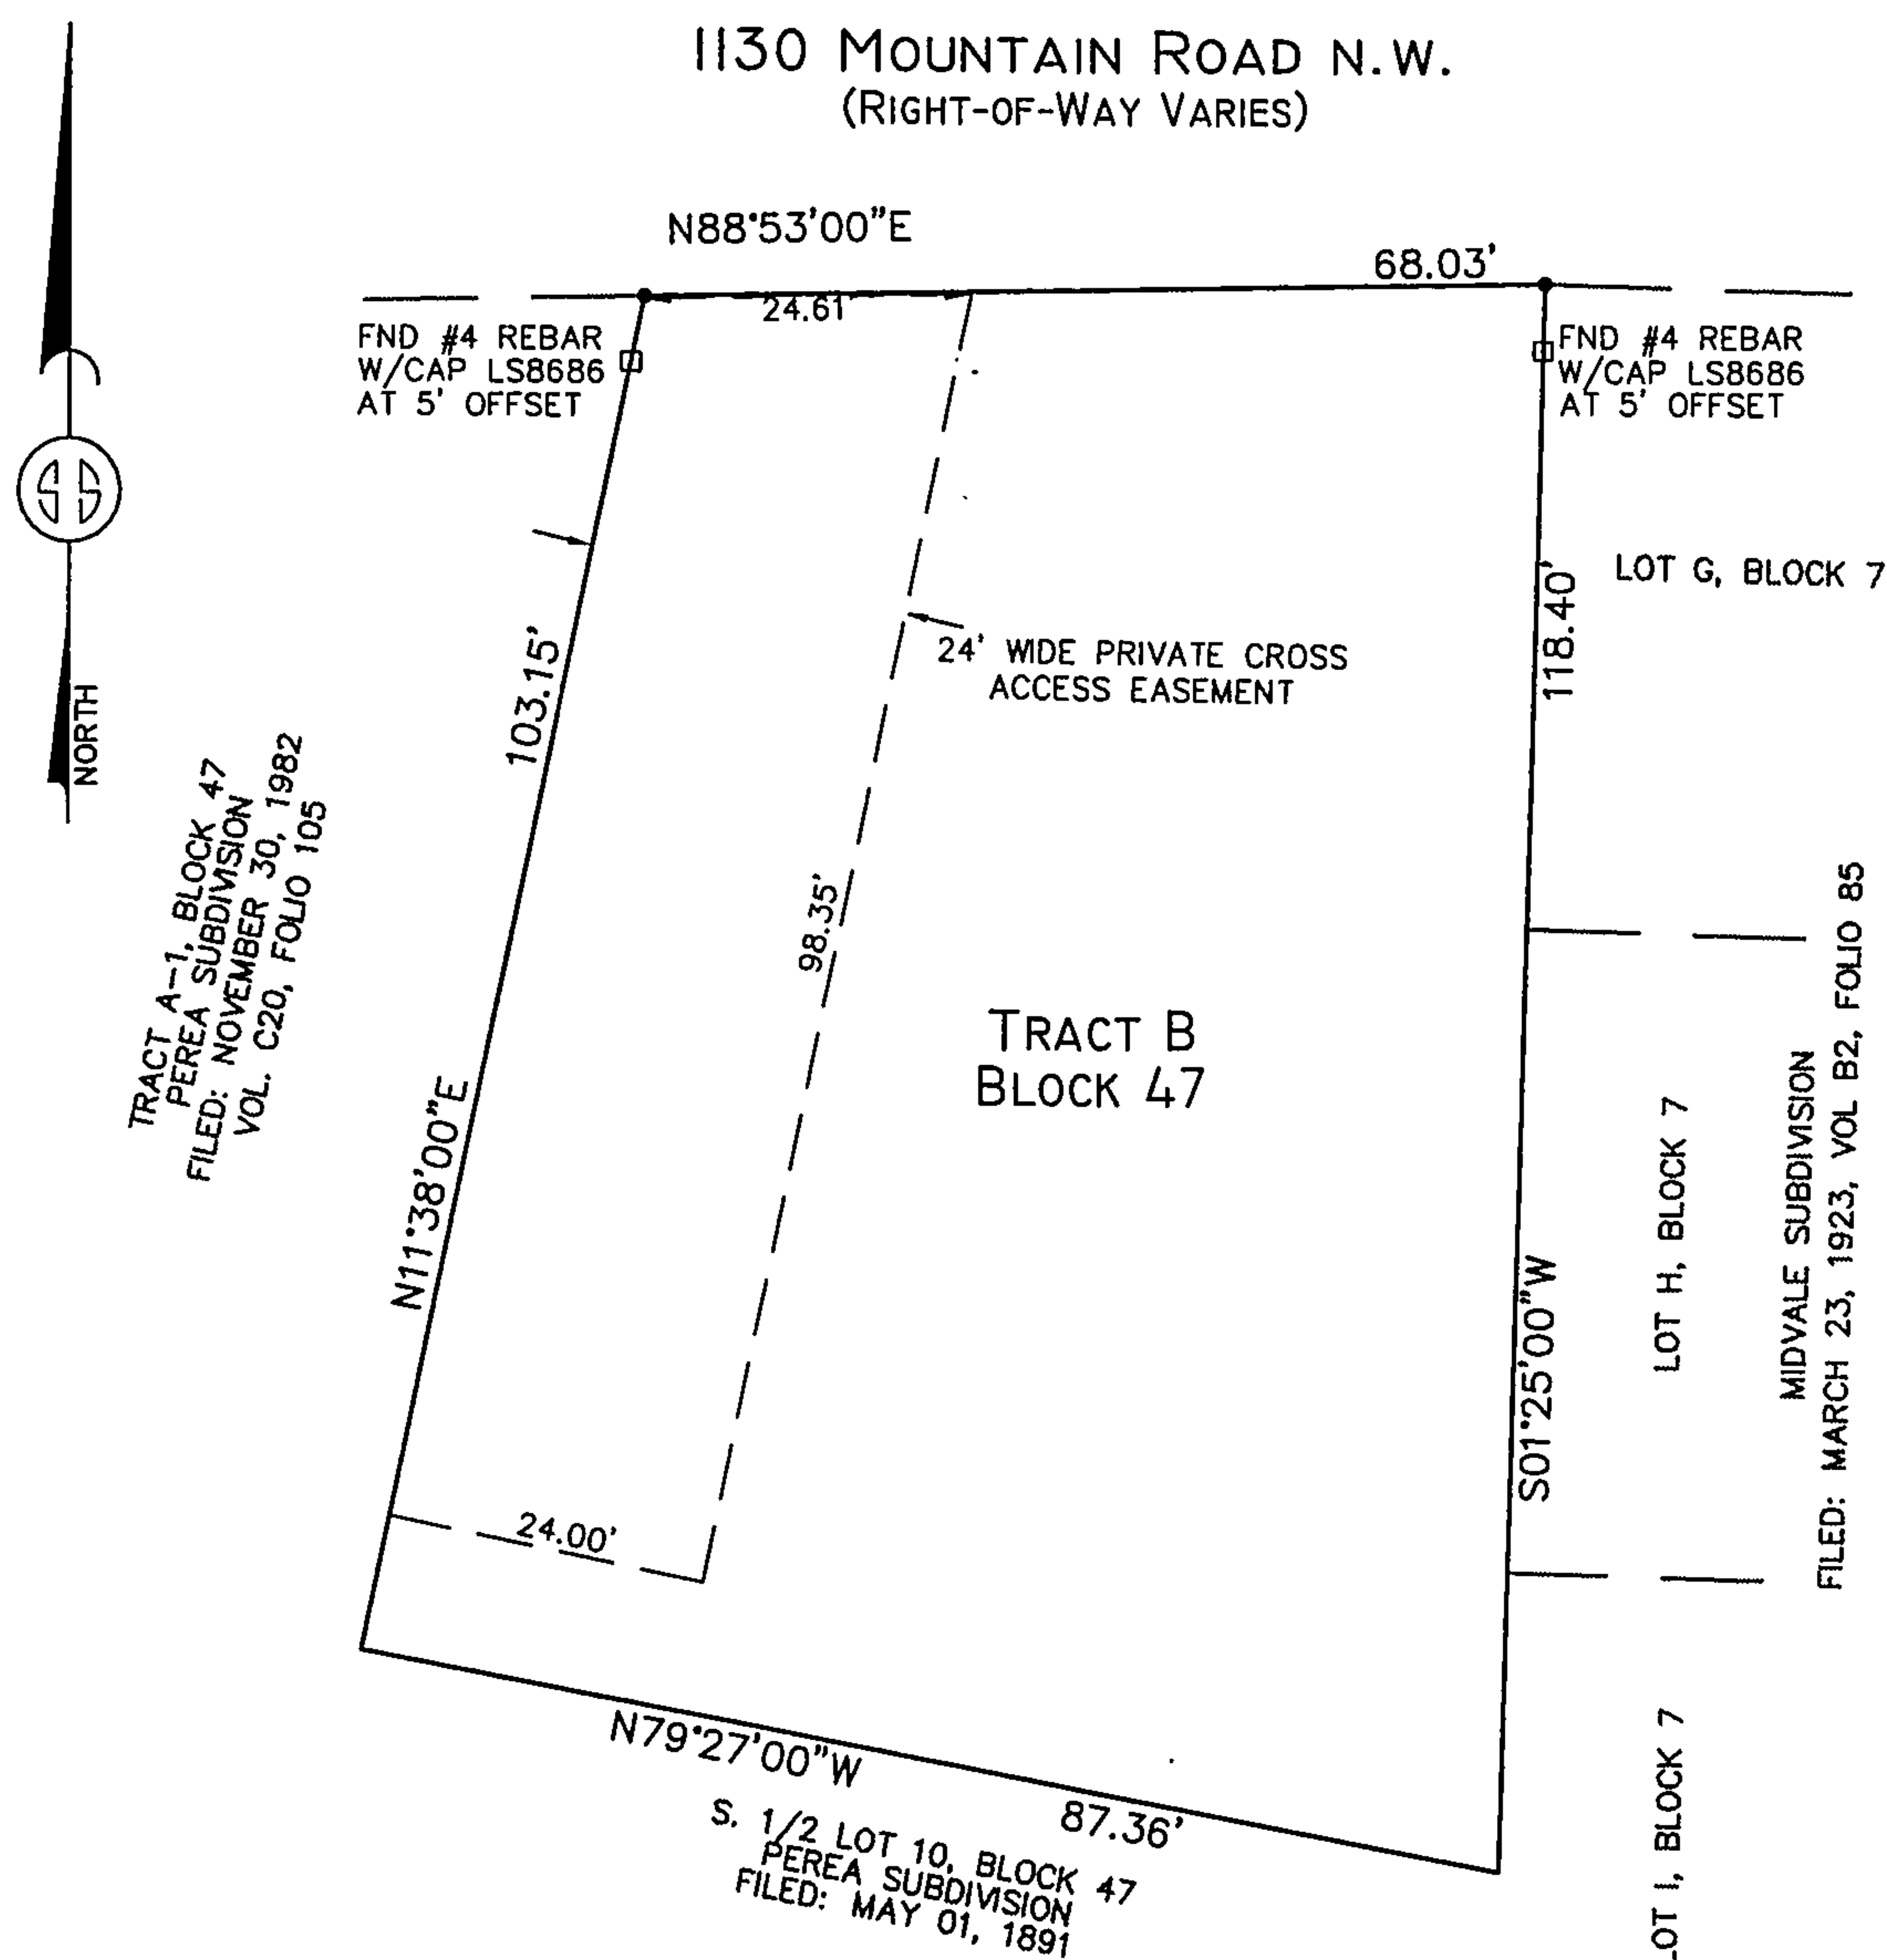 1130 MOUNTAIN ROAD N.W.
(RIGHT-OF-WAY VARIES)
N88°53'00"E
68.03'
24.61'
FND #4 REBAR
W/CAP LS8686
AT 5' OFFSET
FND #4 REBAR
W/CAP LS8686
AT 5' OFFSET
NORTH
LOT G, BLOCK 7
118.40'
24' WIDE PRIVATE CROSS
ACCESS EASEMENT
103.15'
98.35'
TRACT A-1, BLOCK 47
PEREA SUBDIVISION
FILED: NOVEMBER 30, 1982
VOL. C20, FOLIO 105
TRACT B
BLOCK 47
N11°38'00"E
S01°25'00"W
LOT H, BLOCK 7
MIDVALE SUBDIVISION
FILED: MARCH 23, 1923, VOL B2, FOLIO 85
24.00'
N79°27'00"W
87.36'
S. 1/2 LOT 10, BLOCK 47
PEREA SUBDIVISION
FILED: MAY 01, 1891
LOT I, BLOCK 7